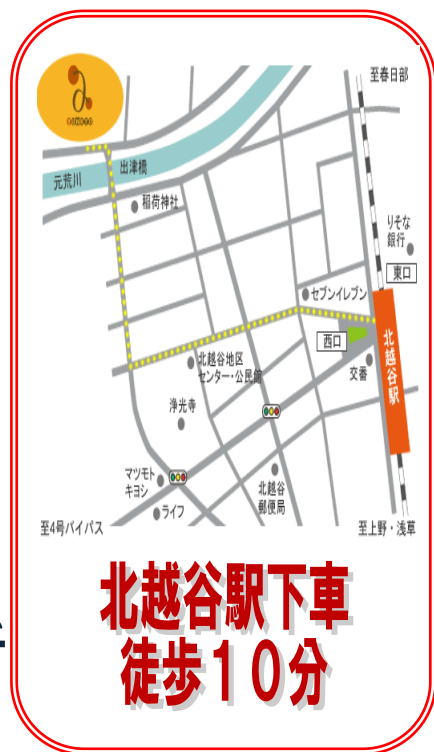 至春日部
出津橋
元荒川
稲荷神社
りそな
銀行
東口
セブンイレブン
西口
北越谷駅
北越谷地区
センター・公民館
交番
浄光寺
マツモト
キヨシ
北越谷
郵便局
ライフ
至4号バイパス
至上野・浅草
北越谷駅下車
徒歩１０分